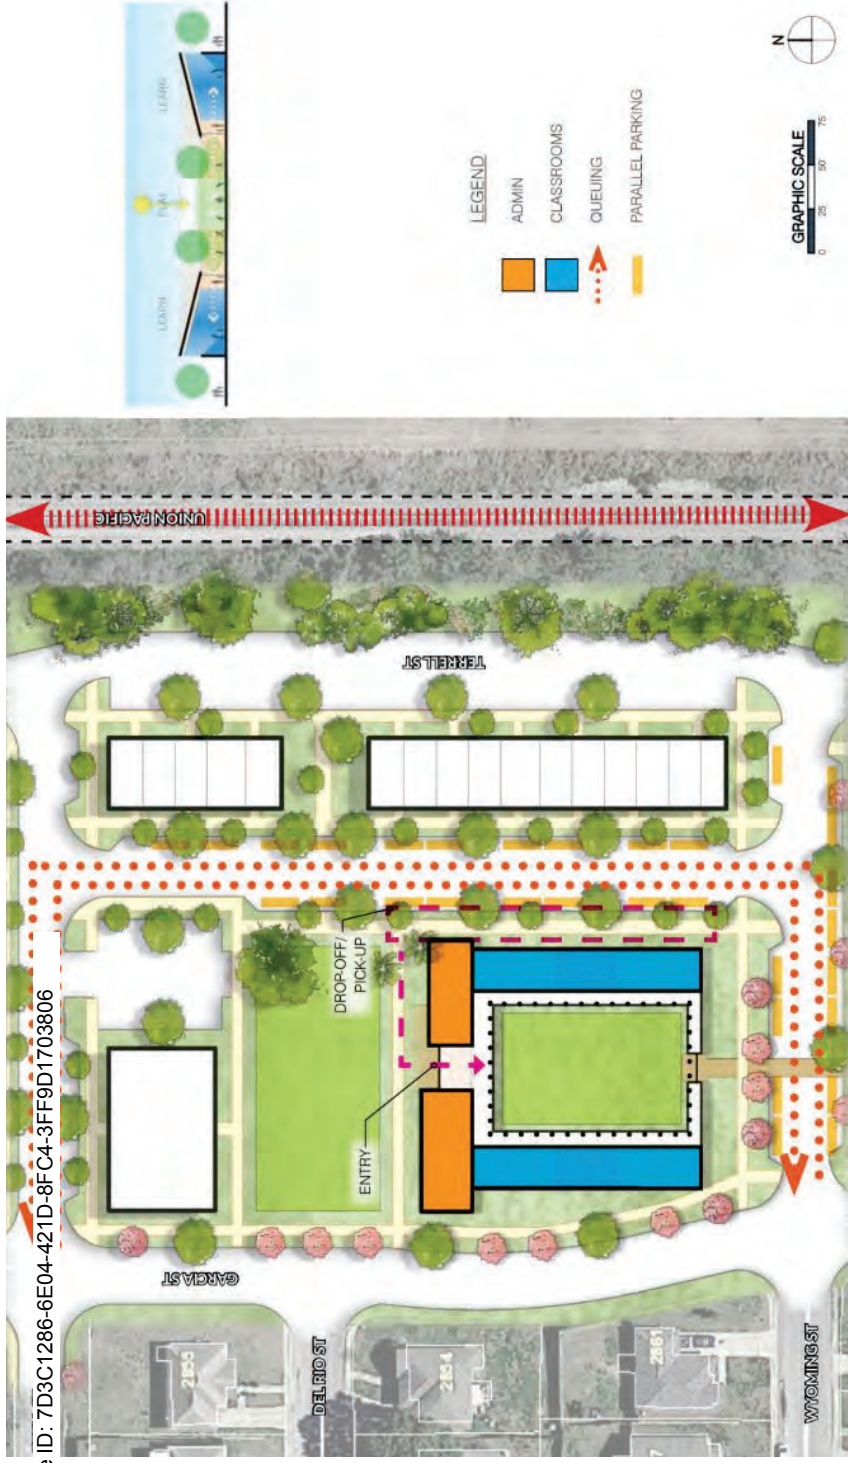 LEARN
PLAY
LEARN
N
GRAPHIC SCALE
0 25 50 75
LEGEND
ADMIN
CLASSROOMS
QUEUING
PARALLEL PARKING
UNION PACIFIC
TERRELL ST
DROP-OFF/
PICK-UP
ENTRY
GARCIA ST
DEL RIO ST
WYOMING ST
2855
2854
2861
ID: 7D3C1286-6E04-421D-8FC4-3FF9D1703806